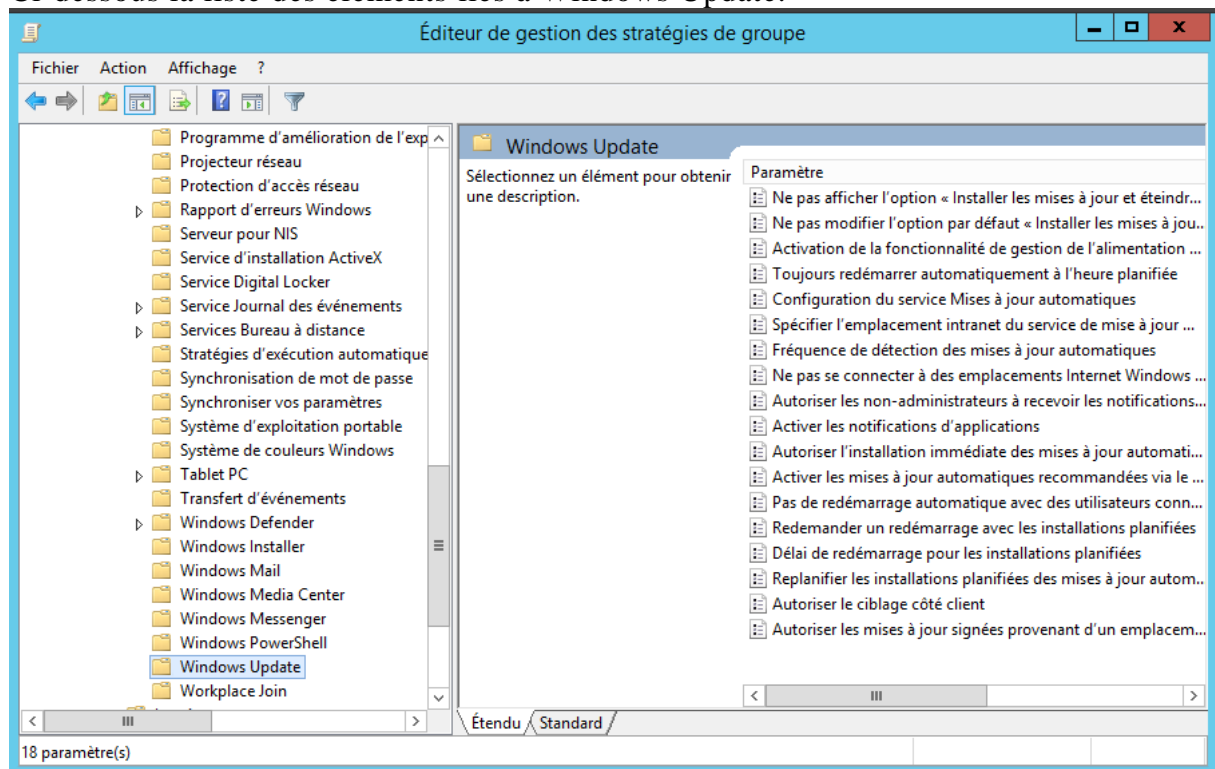 Ci-dessous la liste des éléments liés à Windows Update:
Éditeur de gestion des stratégies de groupe
Fichier Action Affichage ?
Programme d'amélioration de l'exp
Projecteur réseau
Protection d'accès réseau
Rapport d'erreurs Windows
Serveur pour NIS
Service d'installation ActiveX
Service Digital Locker
Service Journal des événements
Services Bureau à distance
Stratégies d'exécution automatique
Synchronisation de mot de passe
Synchroniser vos paramètres
Système d'exploitation portable
Système de couleurs Windows
Tablet PC
Transfert d'événements
Windows Defender
Windows Installer
Windows Mail
Windows Media Center
Windows Messenger
Windows PowerShell
Windows Update
Workplace Join
Windows Update
Sélectionnez un élément pour obtenir
une description.
Paramètre
Ne pas afficher l'option « Installer les mises à jour et éteindr...
Ne pas modifier l'option par défaut « Installer les mises à jou...
Activation de la fonctionnalité de gestion de l'alimentation ...
Toujours redémarrer automatiquement à l'heure planifiée
Configuration du service Mises à jour automatiques
Spécifier l'emplacement intranet du service de mise à jour ...
Fréquence de détection des mises à jour automatiques
Ne pas se connecter à des emplacements Internet Windows ...
Autoriser les non-administrateurs à recevoir les notifications...
Activer les notifications d'applications
Autoriser l'installation immédiate des mises à jour automati...
Activer les mises à jour automatiques recommandées via le ...
Pas de redémarrage automatique avec des utilisateurs conn...
Redemander un redémarrage avec les installations planifiées
Délai de redémarrage pour les installations planifiées
Replanifier les installations planifiées des mises à jour autom...
Autoriser le ciblage côté client
Autoriser les mises à jour signées provenant d'un emplacem...
Étendu Standard
18 paramètre(s)